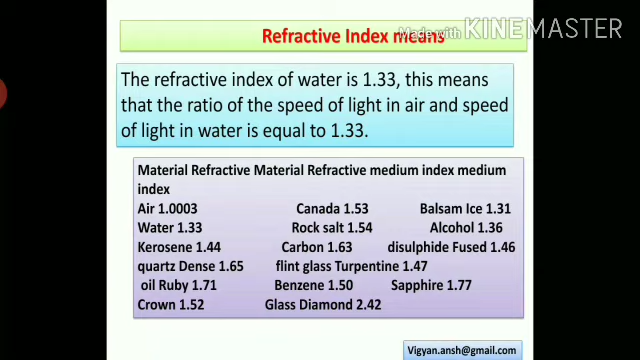 Refractive Index means
Made with KINEMASTER
The refractive index of water is 1.33, this means
that the ratio of the speed of light in air and speed
of light in water is equal to 1.33.
Material Refractive Material Refractive medium index medium
index
Air 1.0003 Canada 1.53 Balsam Ice 1.31
Water 1.33 Rock salt 1.54 Alcohol 1.36
Kerosene 1.44 Carbon 1.63 disulphide Fused 1.46
quartz Dense 1.65 flint glass Turpentine 1.47
oil Ruby 1.71 Benzene 1.50 Sapphire 1.77
Crown 1.52 Glass Diamond 2.42
Vigyan.ansh@gmail.com